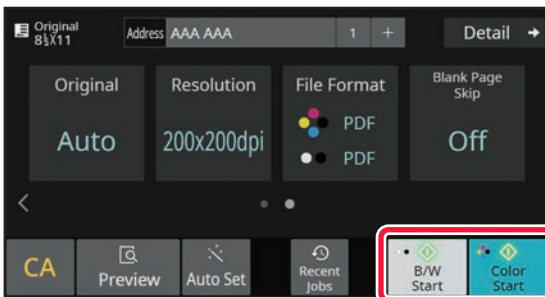 Original
8½X11
Address AAA AAA 1 +
Detail
Original
Auto
Resolution
200x200dpi
File Format
PDF
PDF
Blank Page
Skip
Off
CA
Preview
Auto Set
Recent
Jobs
B/W
Start
Color
Start